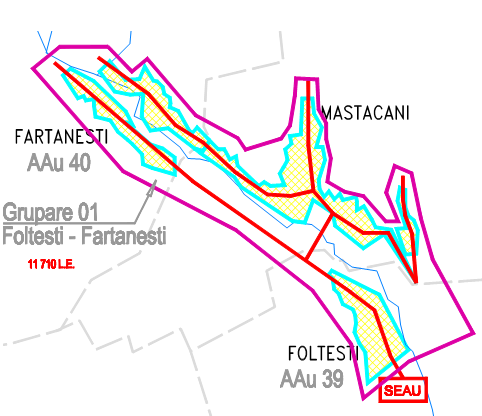 MASTACANI
FARTANESTI
AAu 40
Grupare 01
Foltesti - Fartanesti
11 710 L.E.
FOLTESTI
AAu 39
SEAU